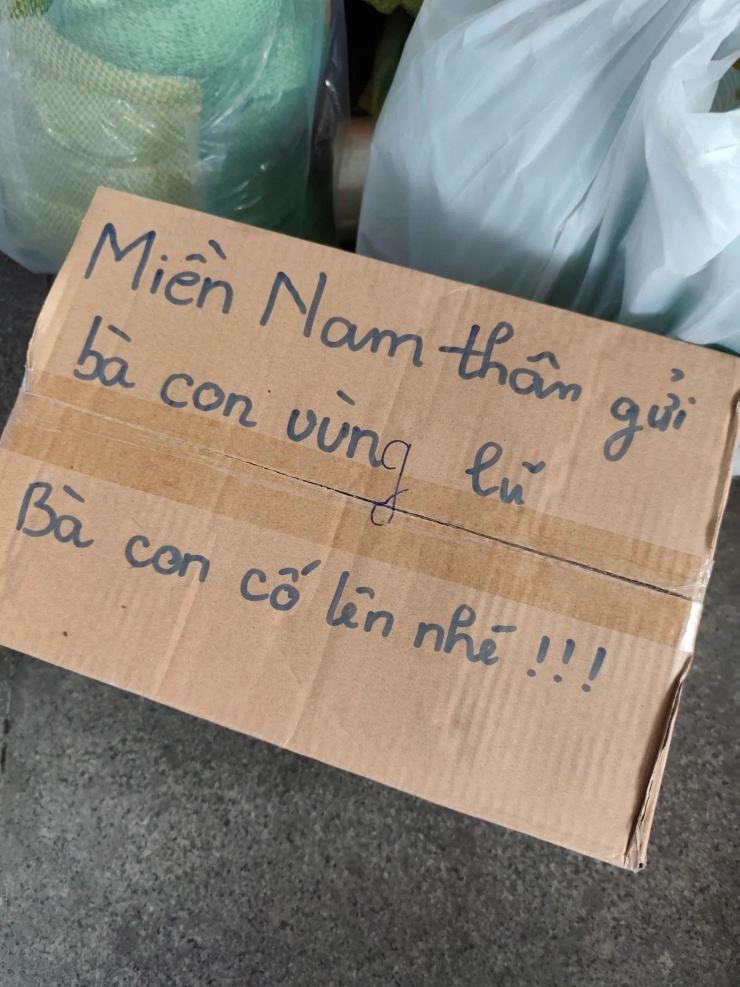 Miền Nam thân gửi
bà con vùng lũ
Bà con cố lên nhé !!!